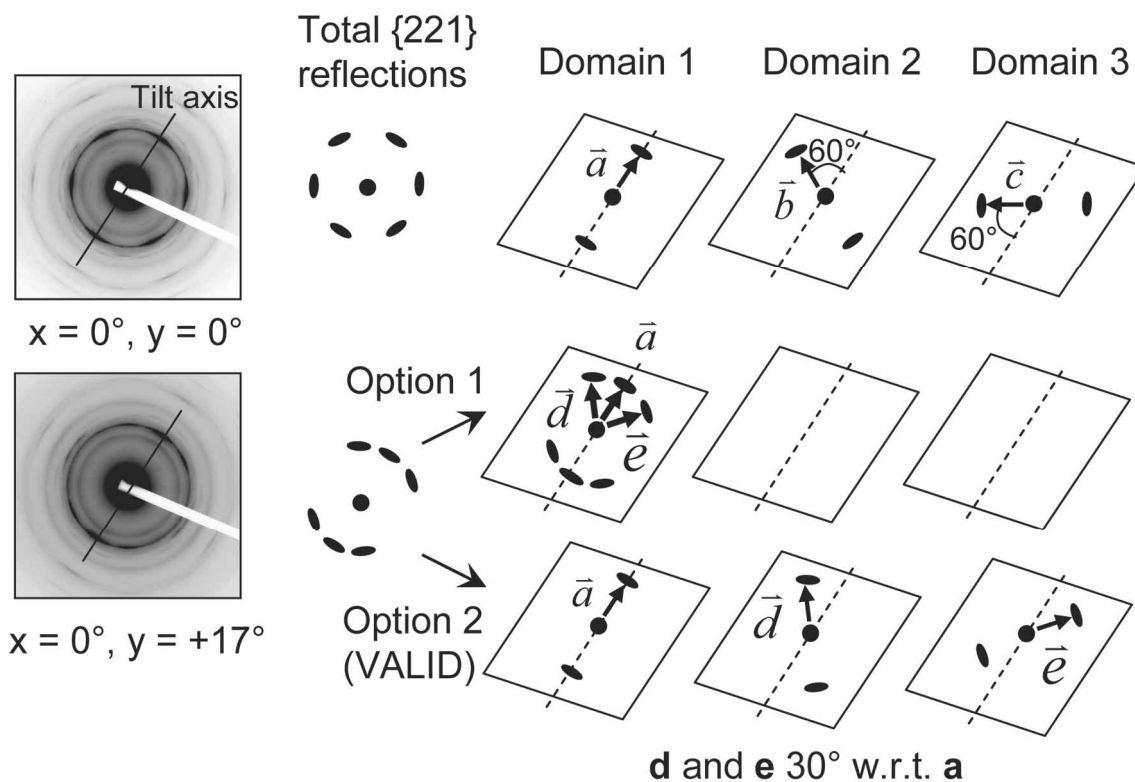 Total {221}
reflections
Domain 1
Domain 2
Domain 3
Tilt axis
a
60°
b
c
60°
x = 0°, y = 0°
Option 1
a
d
e
Option 2
(VALID)
a
d
e
x = 0°, y = +17°
d and e 30° w.r.t. a